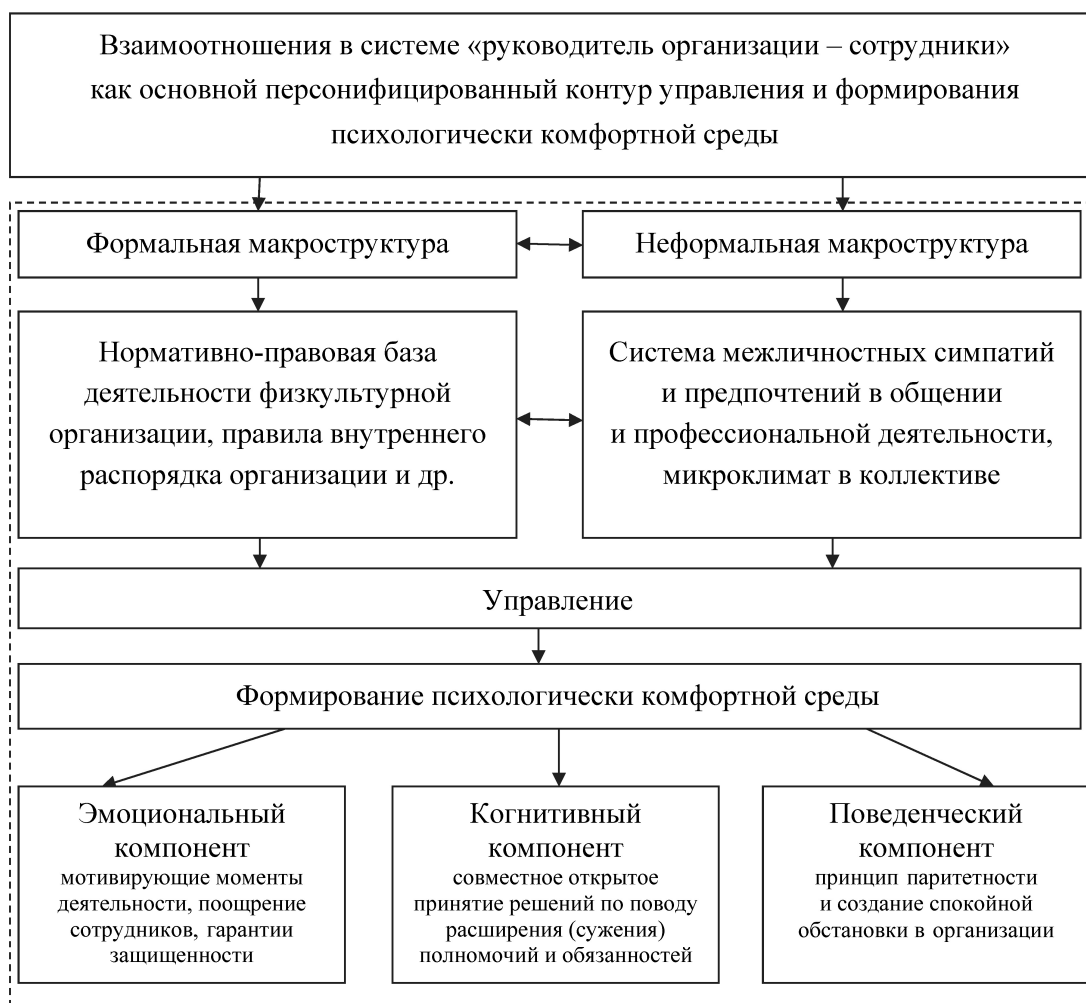 Взаимоотношения в системе «руководитель организации – сотрудники»
как основной персонифицированный контур управления и формирования
психологически комфортной среды
Формальная макроструктура
Неформальная макроструктура
Нормативно-правовая база
деятельности физкультурной
организации, правила внутреннего
распорядка организации и др.
Система межличностных симпатий
и предпочтений в общении
и профессиональной деятельности,
микроклимат в коллективе
Управление
Формирование психологически комфортной среды
Эмоциональный
компонент
мотивирующие моменты
деятельности, поощрение
сотрудников, гарантии
защищенности
Когнитивный
компонент
совместное открытое
принятие решений по поводу
расширения (сужения)
полномочий и обязанностей
Поведенческий
компонент
принцип паритетности
и создание спокойной
обстановки в организации